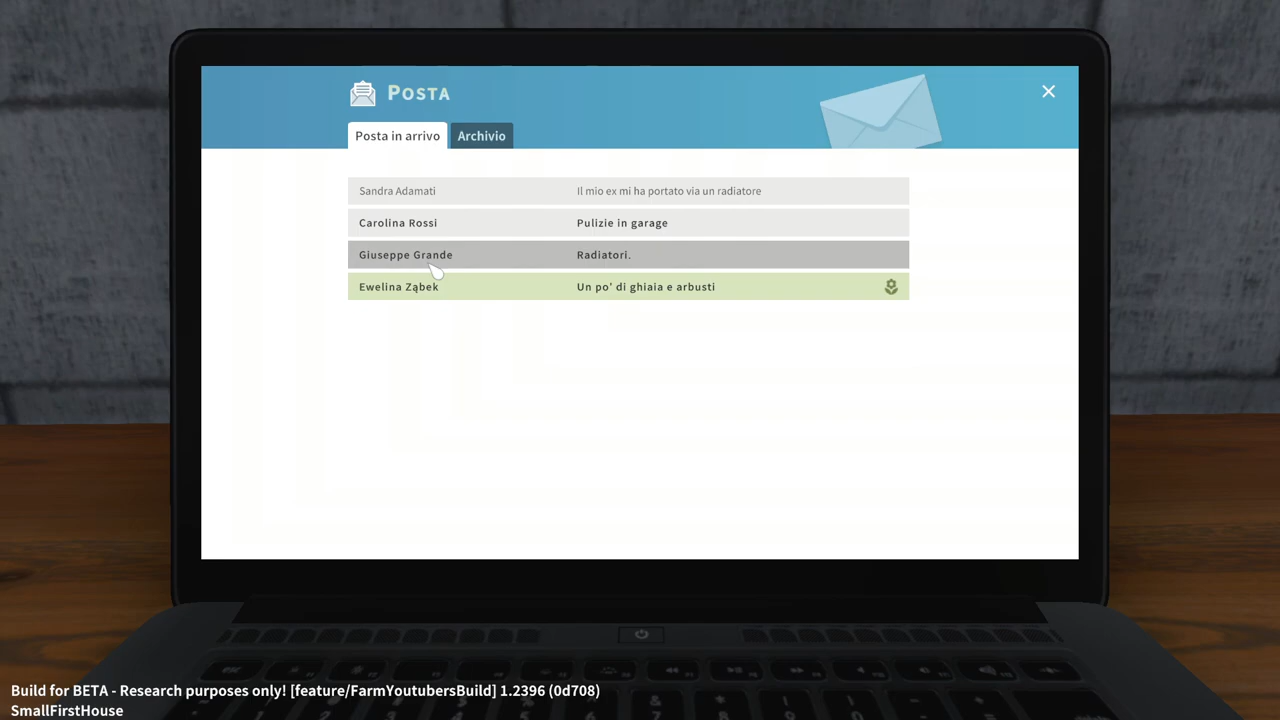 POSTA
Posta in arrivo Archivio
Sandra Adamati Il mio ex mi ha portato via un radiatore
Carolina Rossi Pulizie in garage
Giuseppe Grande Radiatori.
Ewelina Ząbek Un po' di ghiaia e arbusti
Build for BETA - Research purposes only! [feature/FarmYoutubersBuild] 1.2396 (0d708)
SmallFirstHouse